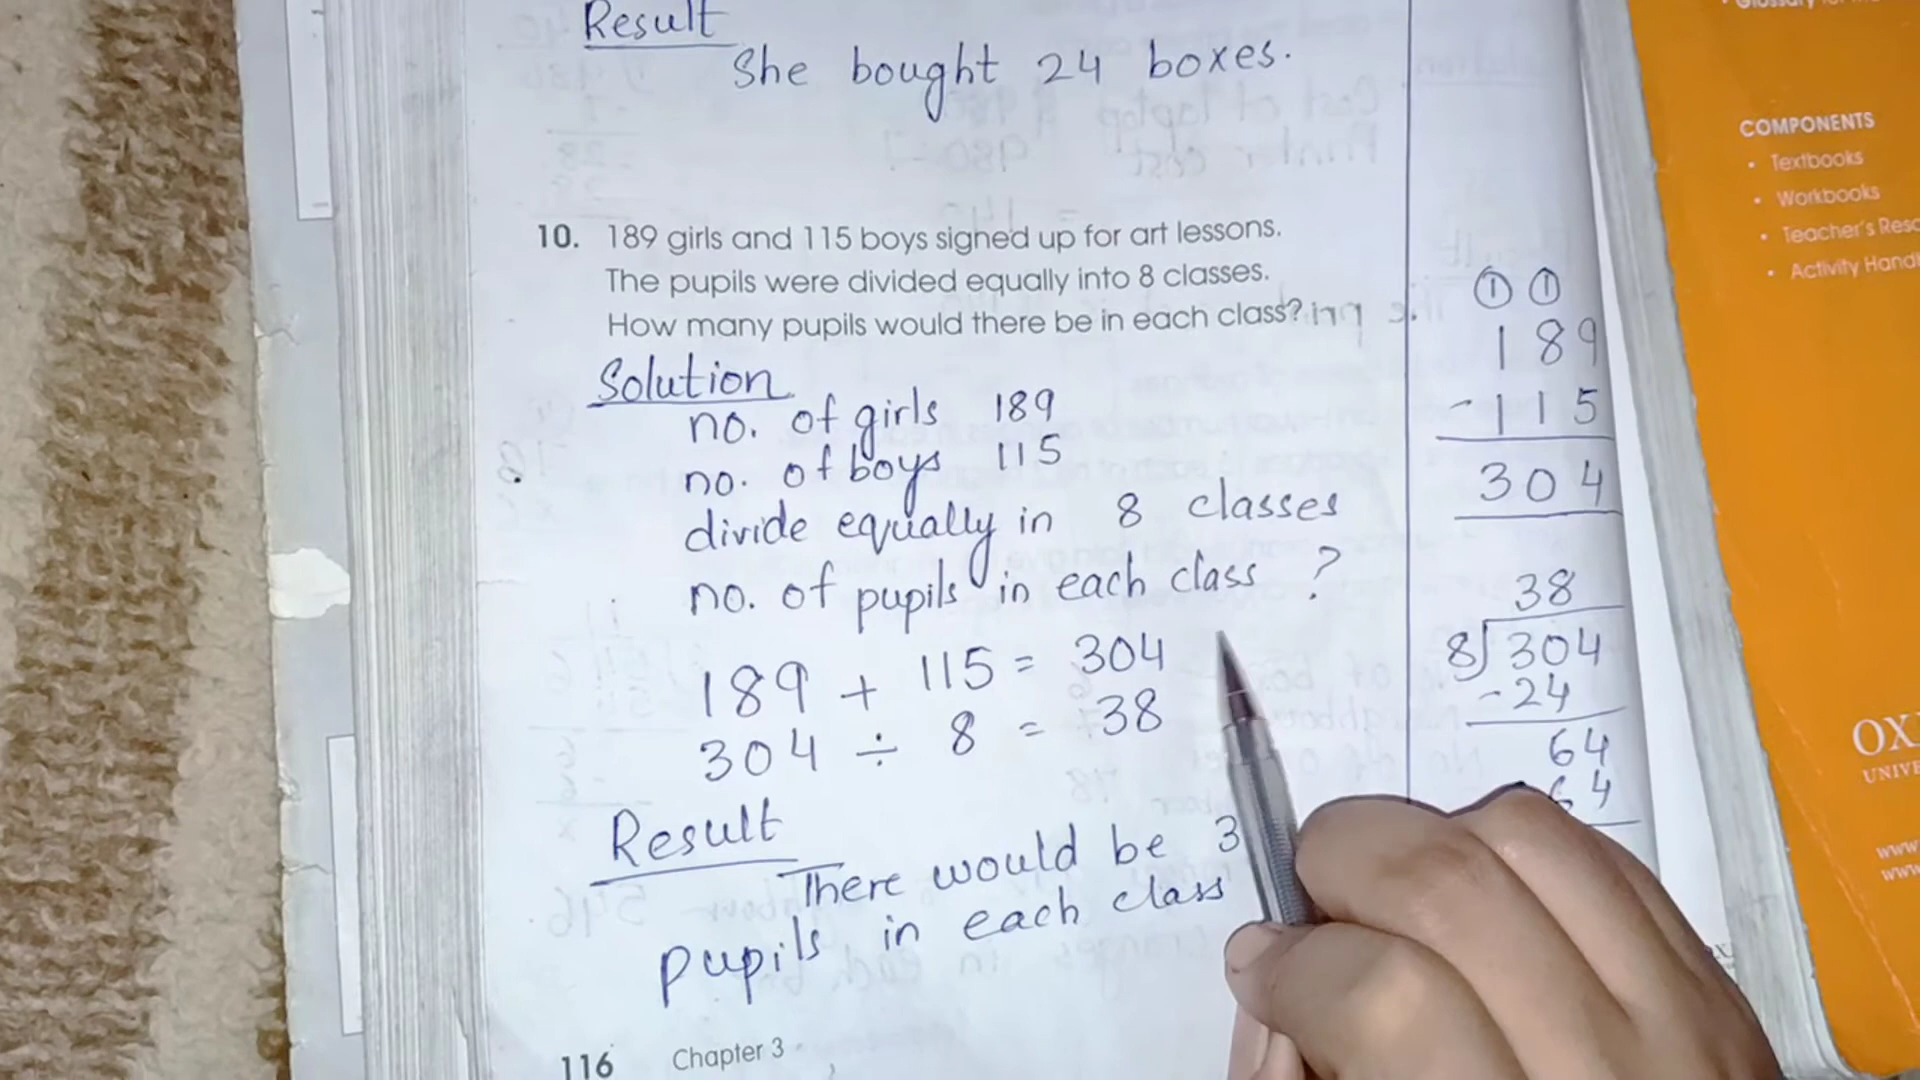 Result
She bought 24 boxes.
10. 189 girls and 115 boys signed up for art lessons.
The pupils were divided equally into 8 classes.
How many pupils would there be in each class?
Solution
no. of girls 189
no. of boys 115
divide equally in 8 classes
no. of pupils in each class ?
189 + 115 = 304
304 ÷ 8 = 38
Result
There would be 3
pupils in each class
116 Chapter 3
1 1
189
- 115
304
38
8)304
- 24
64
64
COMPONENTS
• Textbooks
• Workbooks
• Teacher's
• Activity